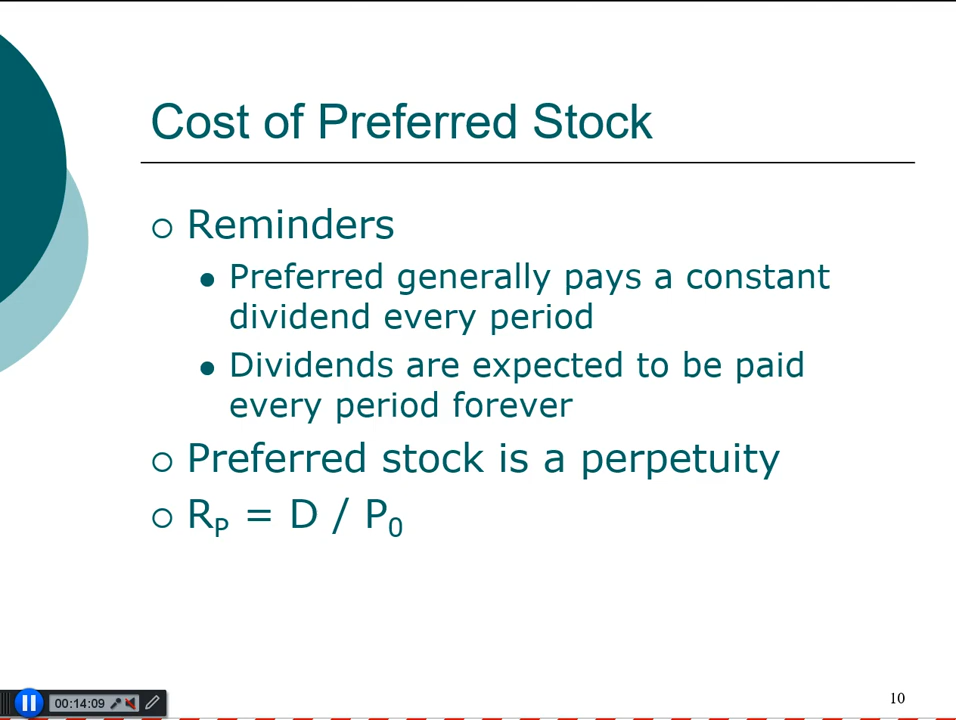 Cost of Preferred Stock
Reminders
Preferred generally pays a constant
dividend every period
Dividends are expected to be paid
every period forever
Preferred stock is a perpetuity
R_P = D / P_0
00:14:09
10